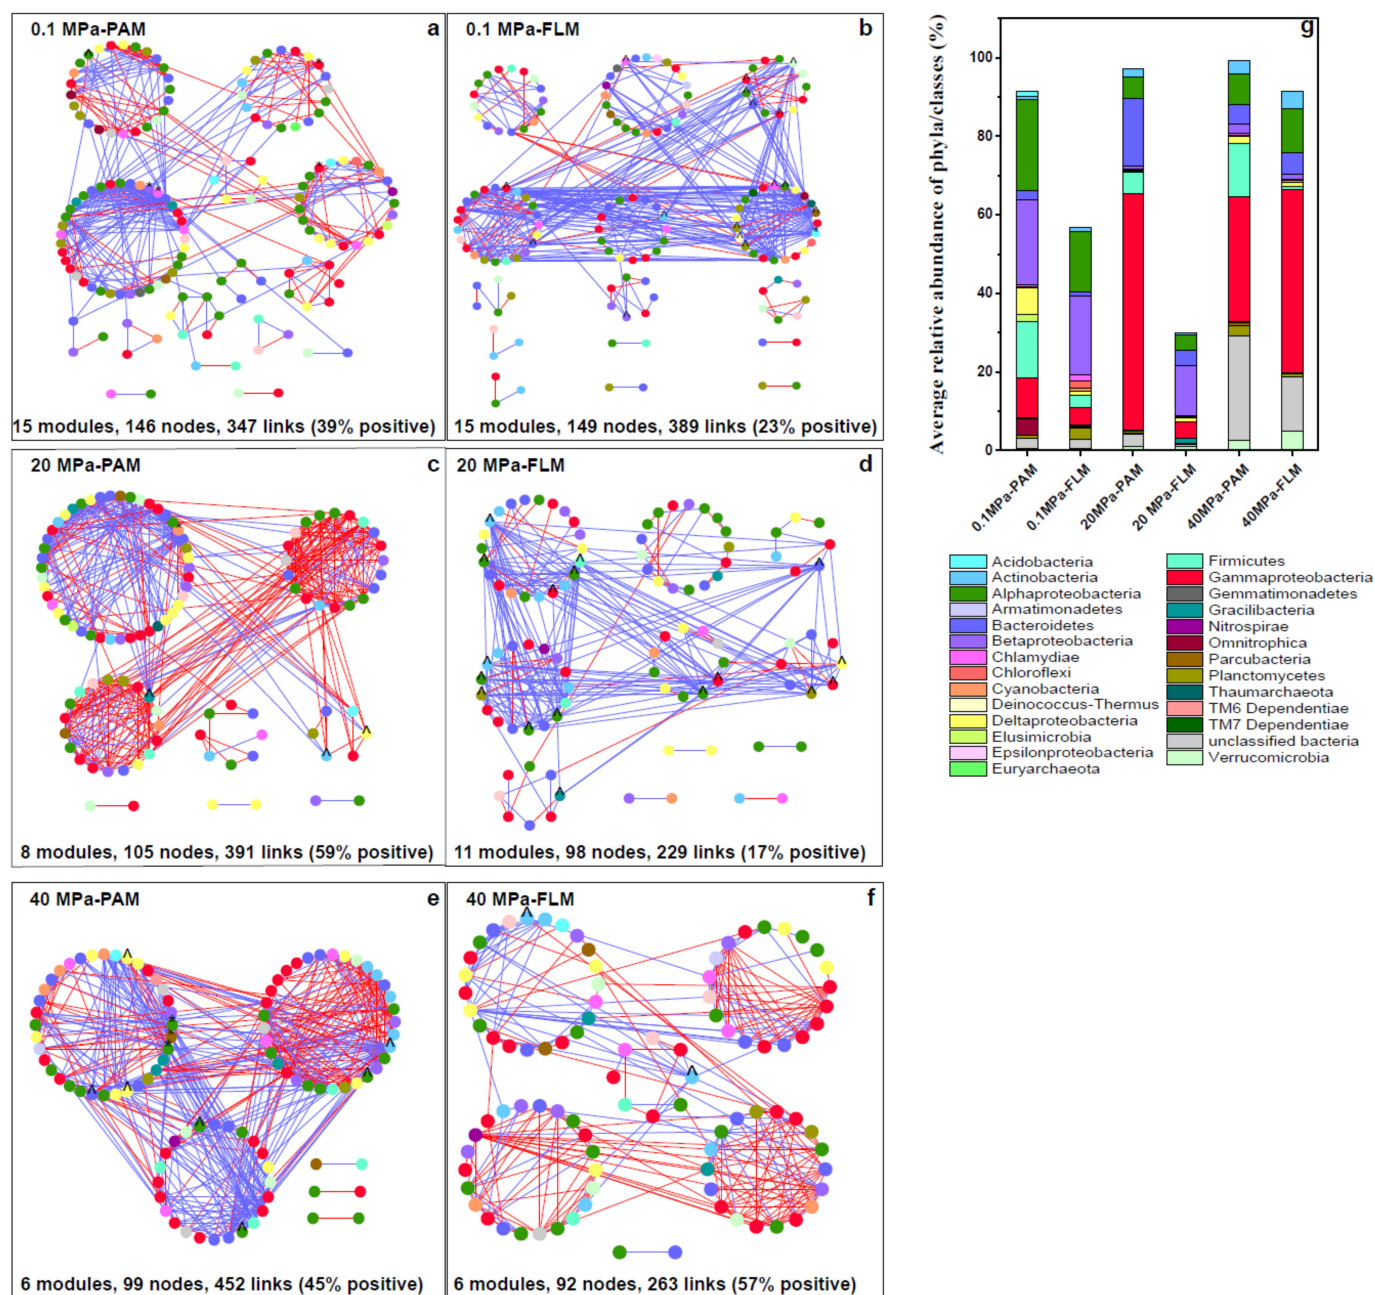 0.1 MPa-PAM
a
0.1 MPa-FLM
b
15 modules, 146 nodes, 347 links (39% positive)
15 modules, 149 nodes, 389 links (23% positive)
20 MPa-PAM
c
20 MPa-FLM
d
8 modules, 105 nodes, 391 links (59% positive)
11 modules, 98 nodes, 229 links (17% positive)
40 MPa-PAM
e
40 MPa-FLM
f
6 modules, 99 nodes, 452 links (45% positive)
6 modules, 92 nodes, 263 links (57% positive)
g
Average relative abundance of phyla/classes (%)
100
80
60
40
20
0
0.1MPa-PAM
0.1MPa-FLM
20MPa-PAM
20 MPa-FLM
40MPa-PAM
40MPa-FLM
Acidobacteria
Actinobacteria
Alphaproteobacteria
Armatimonadetes
Bacteroidetes
Betaproteobacteria
Chlamydiae
Chloroflexi
Cyanobacteria
Deinococcus-Thermus
Deltaproteobacteria
Elusimicrobia
Epsilonproteobacteria
Euryarchaeota
Firmicutes
Gammaproteobacteria
Gemmatimonadetes
Gracilibacteria
Nitrospirae
Omnitrophica
Parcubacteria
Planctomycetes
Thaumarchaeota
TM6 Dependentiae
TM7 Dependentiae
unclassified bacteria
Verrucomicrobia